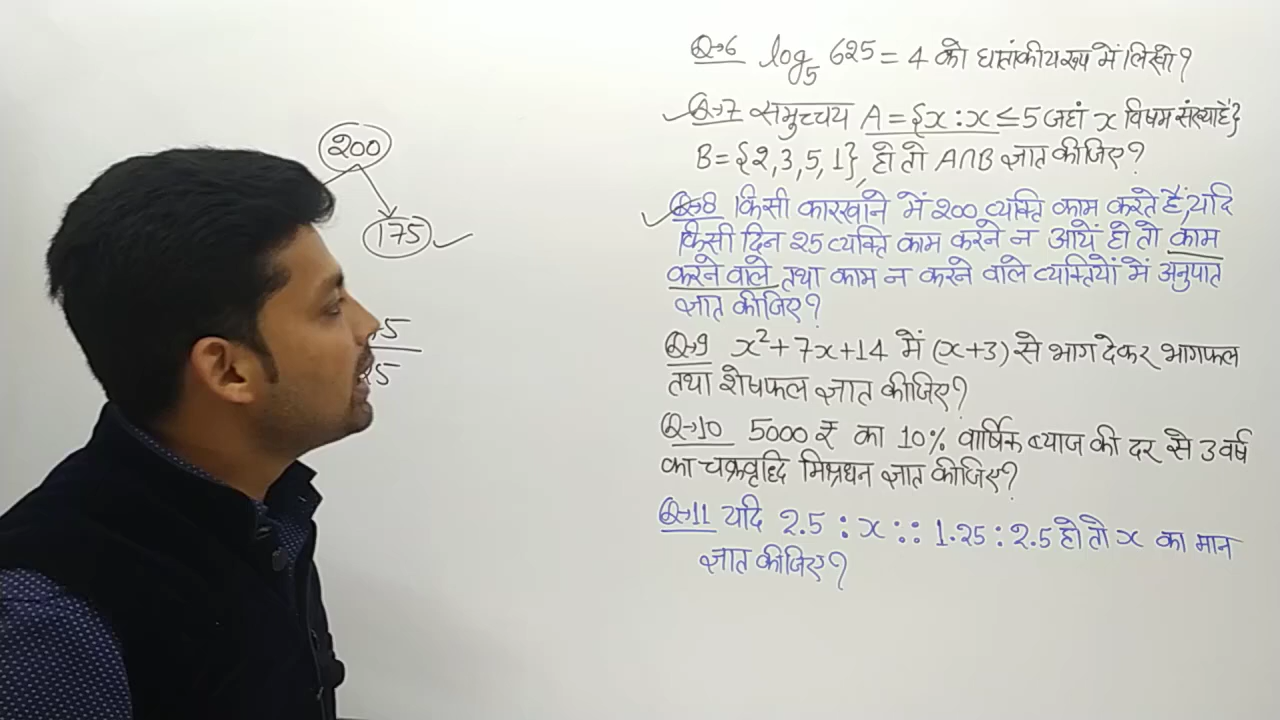 200
175
5
5
Q→6 log₅ 625 = 4 को घातांकीय रूप में लिखो?
Q→7 समुच्चय A = {x : x ≤ 5 जहां x विषम संख्या है}
B = {2, 3, 5, 1}, हो तो A∩B ज्ञात कीजिए?
Q→8 किसी कारखाने में 200 व्यक्ति काम करते हैं, यदि
किसी दिन 25 व्यक्ति काम करने न आयें हो तो काम
करने वाले तथा काम न करने वाले व्यक्तियों में अनुपात
ज्ञात कीजिए?
Q→9 x² + 7x + 14 में (x+3) से भाग देकर भागफल
तथा शेषफल ज्ञात कीजिए?
Q→10 5000 ₹ का 10% वार्षिक ब्याज की दर से 3 वर्ष
का चक्रवृद्धि मिश्रधन ज्ञात कीजिए?
Q→11 यदि 2.5 : x :: 1.25 : 2.5 हो तो x का मान
ज्ञात कीजिए?